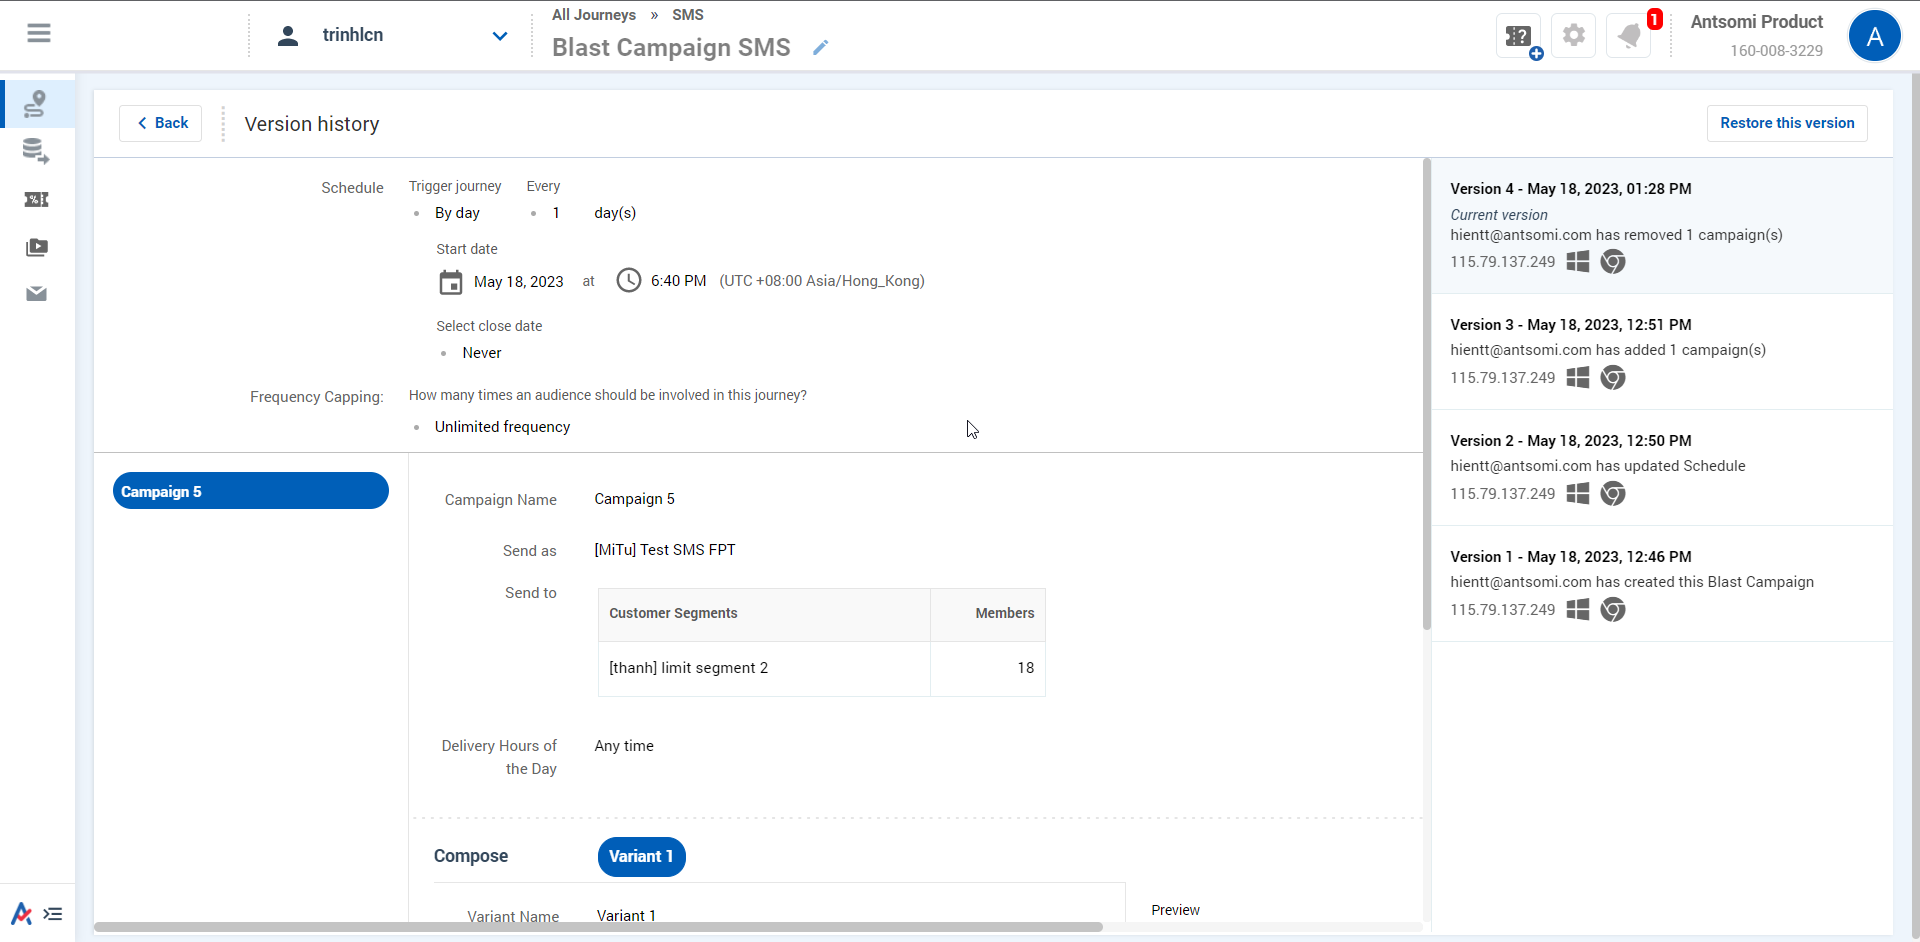 trinhlcn
All Journeys » SMS
Blast Campaign SMS
?
1
Antsomi Product
160-008-3229
A
Back
Version history
Restore this version
Schedule
Trigger journey
Every
By day
1
day(s)
Start date
May 18, 2023
at
6:40 PM
(UTC +08:00 Asia/Hong_Kong)
Select close date
Never
Frequency Capping:
How many times an audience should be involved in this journey?
Unlimited frequency
Campaign 5
Campaign Name
Campaign 5
Send as
[MiTu] Test SMS FPT
Send to
Customer Segments
Members
[thanh] limit segment 2
18
Delivery Hours of
the Day
Any time
Compose
Variant 1
Variant Name
Variant 1
Preview
Version 4 - May 18, 2023, 01:28 PM
Current version
hientt@antsomi.com has removed 1 campaign(s)
115.79.137.249
Version 3 - May 18, 2023, 12:51 PM
hientt@antsomi.com has added 1 campaign(s)
115.79.137.249
Version 2 - May 18, 2023, 12:50 PM
hientt@antsomi.com has updated Schedule
115.79.137.249
Version 1 - May 18, 2023, 12:46 PM
hientt@antsomi.com has created this Blast Campaign
115.79.137.249